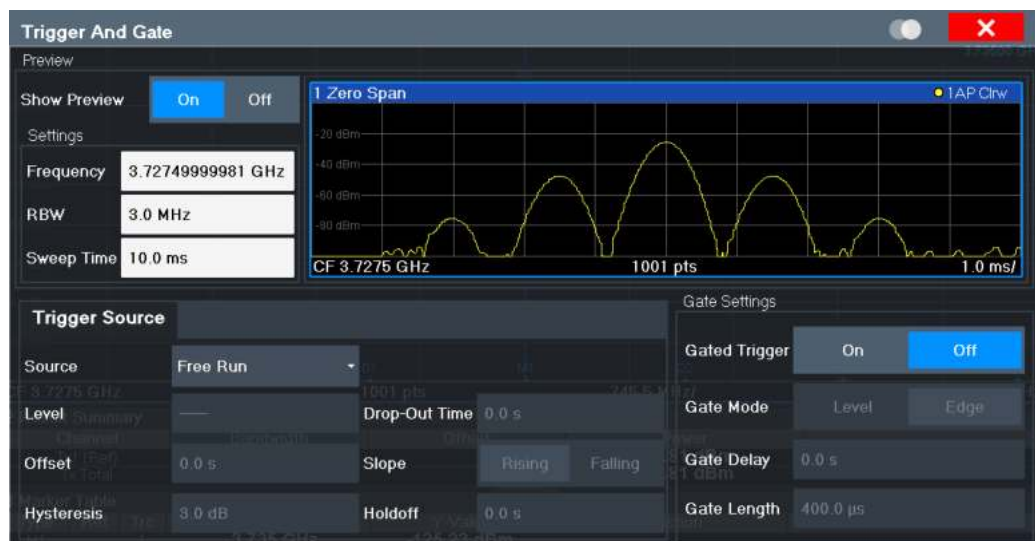 Trigger And Gate
Preview
Show Preview On Off
Settings
Frequency 3.72749999981 GHz
RBW 3.0 MHz
Sweep Time 10.0 ms
1 Zero Span 1AP Clrw
-20 dBm
-40 dBm
-60 dBm
-80 dBm
CF 3.7275 GHz 1001 pts 1.0 ms/
Trigger Source
Source Free Run
Level
Drop-Out Time 0.0 s
Offset 0.0 s
Slope Rising Falling
Hysteresis 3.0 dB
Holdoff 0.0 s
Gate Settings
Gated Trigger On Off
Gate Mode Level Edge
Gate Delay 0.0 s
Gate Length 400.0 µs